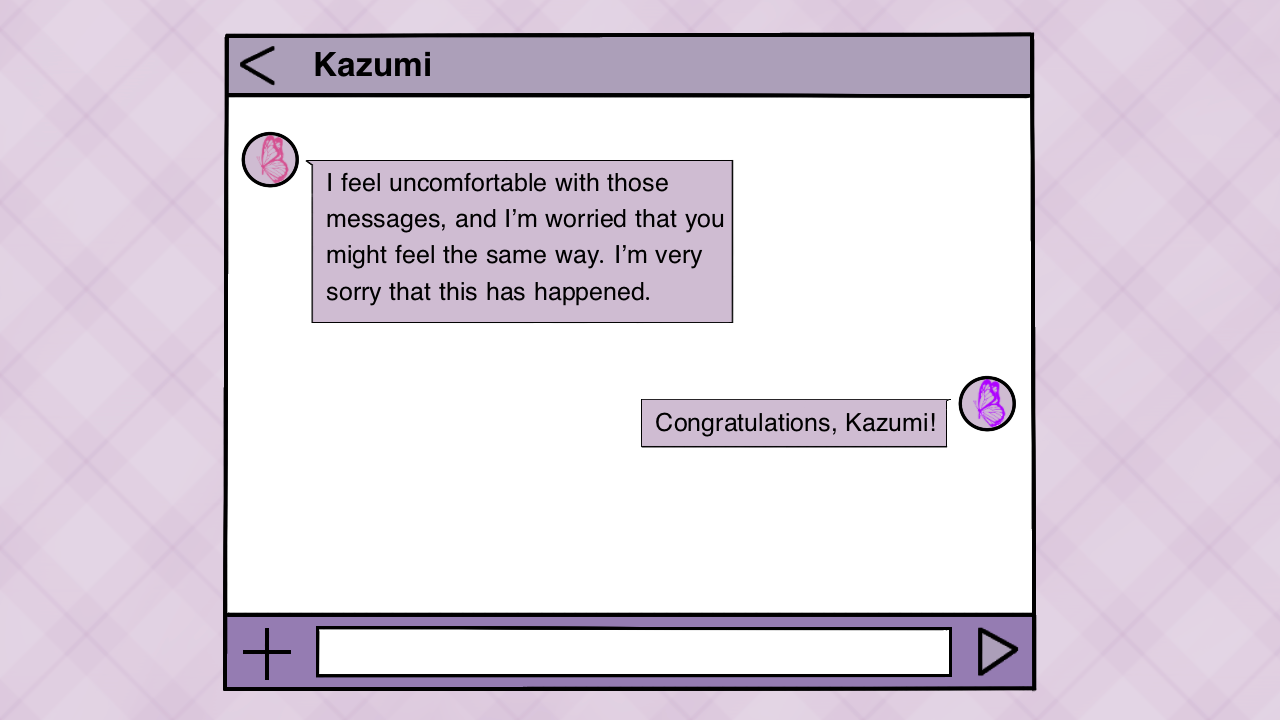 Kazumi
I feel uncomfortable with those
messages, and I’m worried that you
might feel the same way. I’m very
sorry that this has happened.
Congratulations, Kazumi!